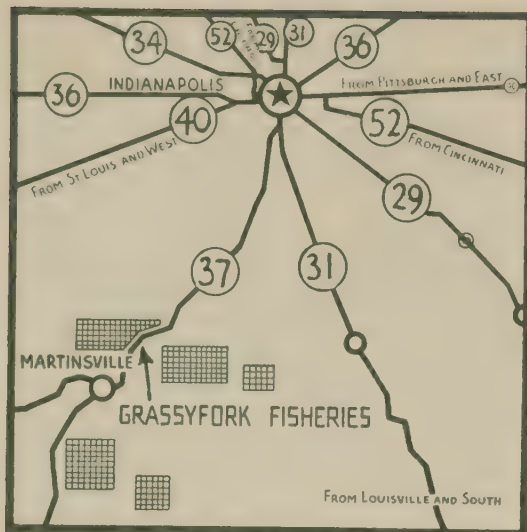 34
52
29
31
36
36
INDIANAPOLIS
FROM PITTSBURGH AND EAST
40
52
FROM ST LOUIS AND WEST
FROM CINCINNATI
29
37
31
MARTINSVILLE
GRASSYFORK FISHERIES
FROM LOUISVILLE AND SOUTH